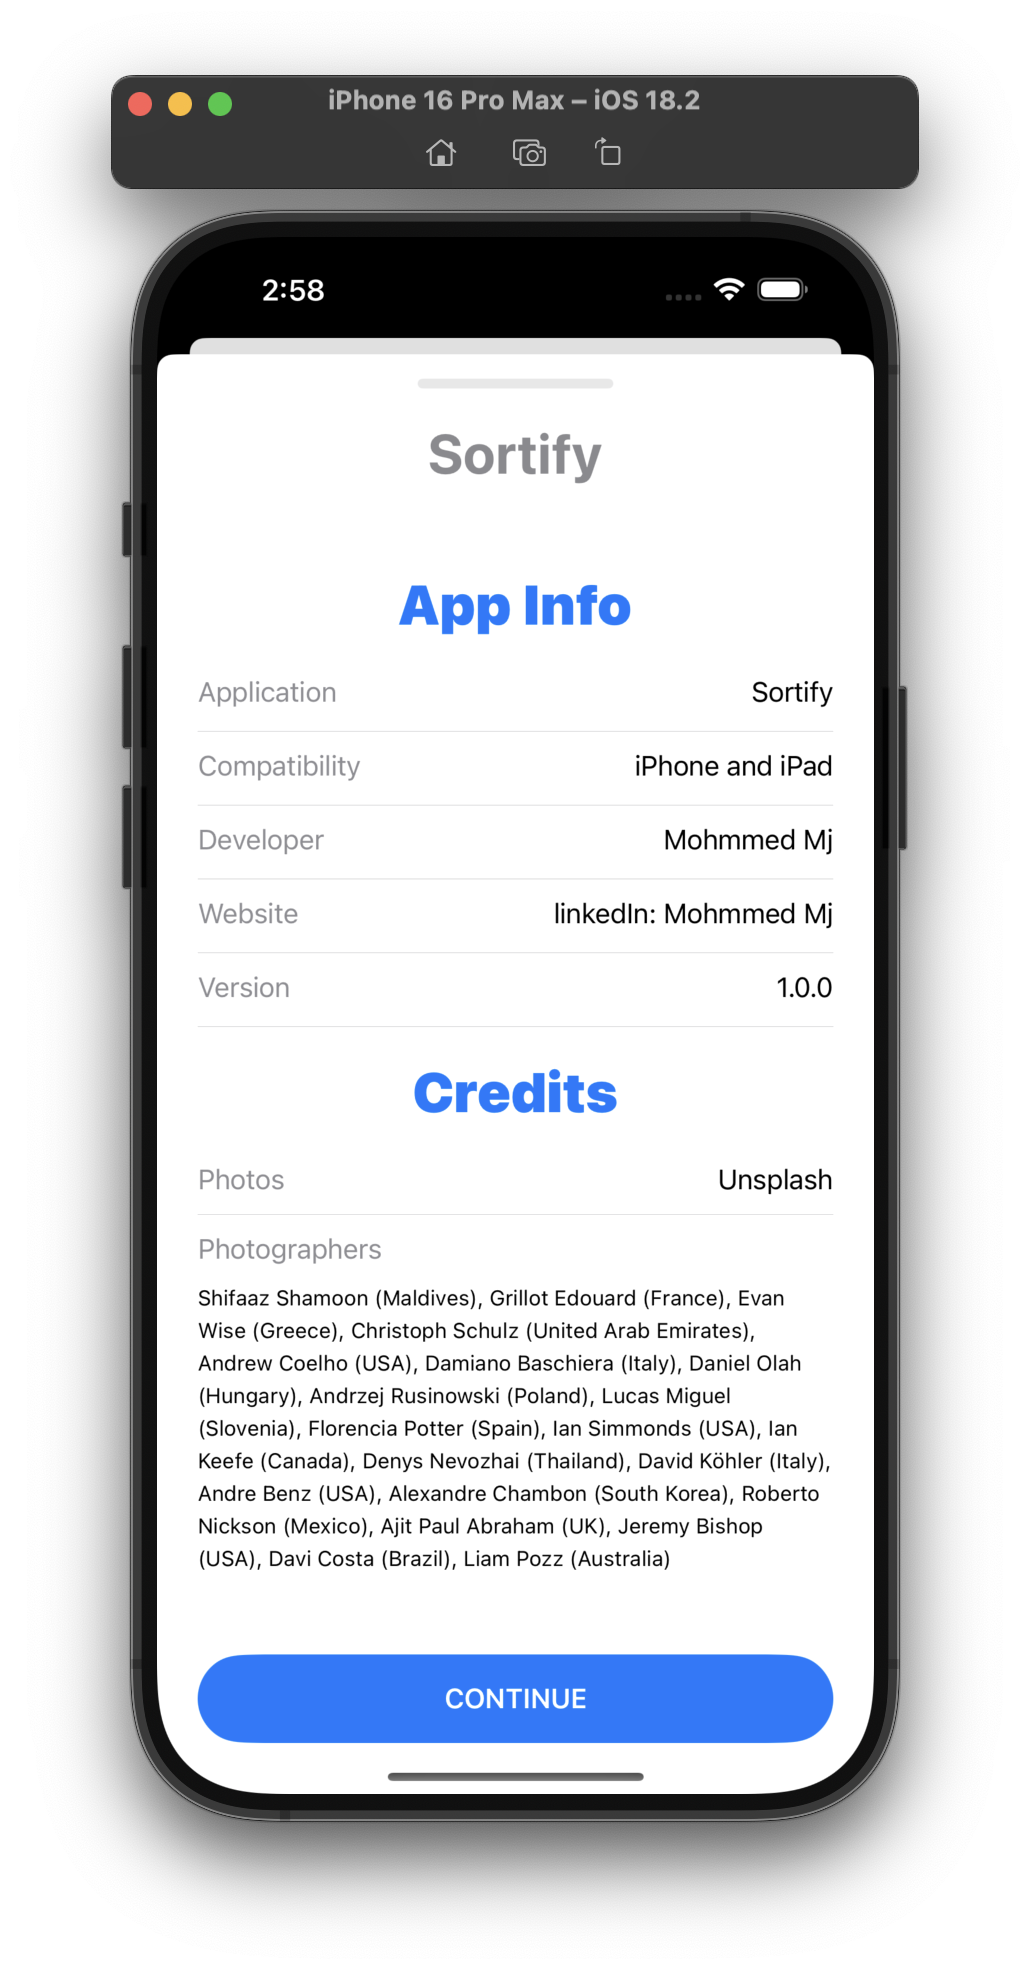 iPhone 16 Pro Max – iOS 18.2
2:58
Sortify
App Info
Application Sortify
Compatibility iPhone and iPad
Developer Mohmmed Mj
Website linkedIn: Mohmmed Mj
Version 1.0.0
Credits
Photos Unsplash
Photographers
Shifaaz Shamoon (Maldives), Grillot Edouard (France), Evan
Wise (Greece), Christoph Schulz (United Arab Emirates),
Andrew Coelho (USA), Damiano Baschiera (Italy), Daniel Olah
(Hungary), Andrzej Rusinowski (Poland), Lucas Miguel
(Slovenia), Florencia Potter (Spain), Ian Simmonds (USA), Ian
Keefe (Canada), Denys Nevozhai (Thailand), David Köhler (Italy),
Andre Benz (USA), Alexandre Chambon (South Korea), Roberto
Nickson (Mexico), Ajit Paul Abraham (UK), Jeremy Bishop
(USA), Davi Costa (Brazil), Liam Pozz (Australia)
CONTINUE